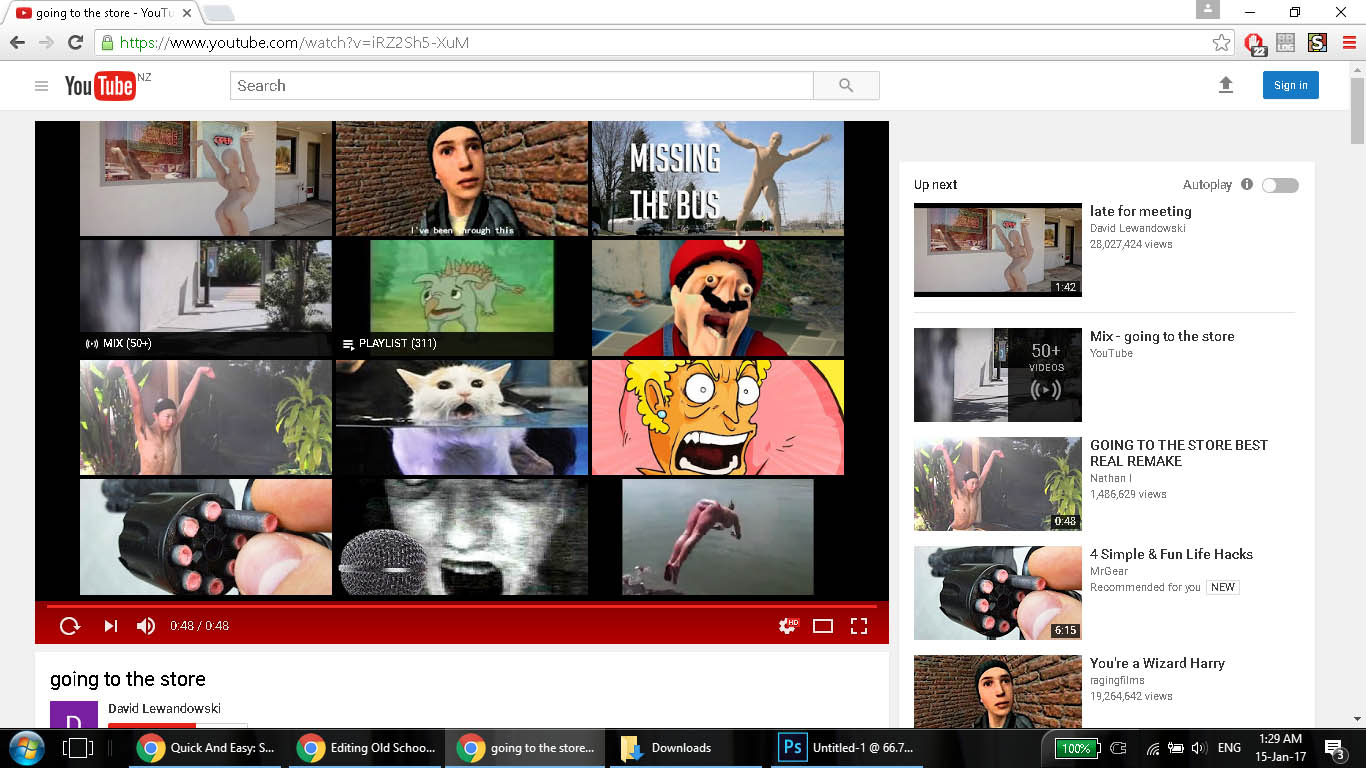 going to the store - YouTu
https://www.youtube.com/watch?v=iRZ2Sh5-XuM
22
YouTube NZ
Search
Sign in
OPEN
I've been through this
MISSING
THE BUS
MIX (50+)
PLAYLIST (311)
0:48 / 0:48
HD
going to the store
D
David Lewandowski
Up next
Autoplay
late for meeting
David Lewandowski
28,027,424 views
1:42
Mix - going to the store
YouTube
50+
VIDEOS
GOING TO THE STORE BEST
REAL REMAKE
Nathan I
1,486,629 views
0:48
4 Simple & Fun Life Hacks
MrGear
Recommended for you NEW
6:15
You're a Wizard Harry
ragingfilms
19,264,642 views
Quick And Easy: S...
Editing Old Schoo...
going to the store...
Downloads
Ps
Untitled-1 @ 66.7...
100%
ENG
1:29 AM
15-Jan-17
3